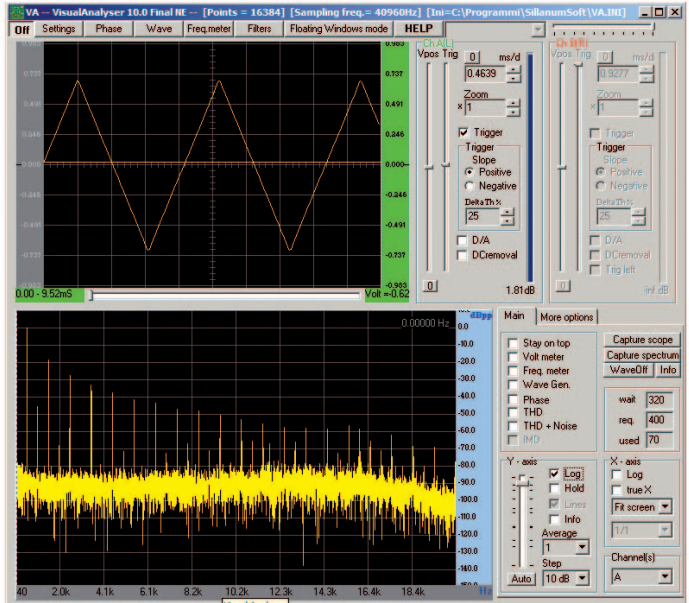 VA -- VisualAnalyser 10.0 Final NE -- [Points = 16384] [Sampling freq.= 40960Hz] [Ini=C:\Programmi\SillanumSoft\VA.INI]
Off Settings Phase Wave Freq.meter Filters Floating Windows mode HELP
0.983
0.737 0.737
0.491 0.491
0.246 0.246
0.000 0.000
-0.246 -0.246
-0.491 -0.491
-0.737 -0.737
-0.983 -0.983
0.00 - 9.52mS Volt =-0.62
Ch A(L)
Vpos Trig 0 ms/d
0.4639
Zoom
× 1
Trigger
Trigger
Slope
Positive
Negative
Delta Th %
25
D/A
DCremoval
0 1.81dB
Ch B(R)
Vpos Trig 0 ms/d
0.9277
Zoom
× 1
Trigger
Trigger
Slope
Positive
Negative
Delta Th %
25
D/A
DCremoval
Trig left
0 inf dB
0.00000 Hz
dBpp
0.0
-10.0
-20.0
-30.0
-40.0
-50.0
-60.0
-70.0
-80.0
-90.0
-100.0
-110.0
-120.0
-130.0
-140.0
40 2.0k 4.1k 6.1k 8.2k 10.2k 12.3k 14.3k 16.4k 18.4k Hz
Main More options
Stay on top
Volt meter
Freq. meter
Wave Gen.
Phase
THD
THD + Noise
IMD
Capture scope
Capture spectrum
WaveOff Info
wait 320
req. 400
used 70
Y - axis
Log
Hold
Lines
Info
Average
1
Step
Auto 10 dB
X - axis
Log
true X
Fit screen
1/1
Channel(s)
A